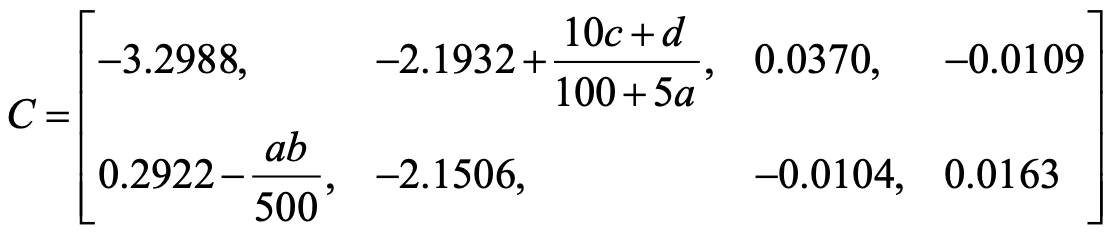 C = [ −3.2988, −2.1932 + (10c + d)/(100 + 5a), 0.0370, −0.0109
0.2922 − ab/500, −2.1506, −0.0104, 0.0163 ]